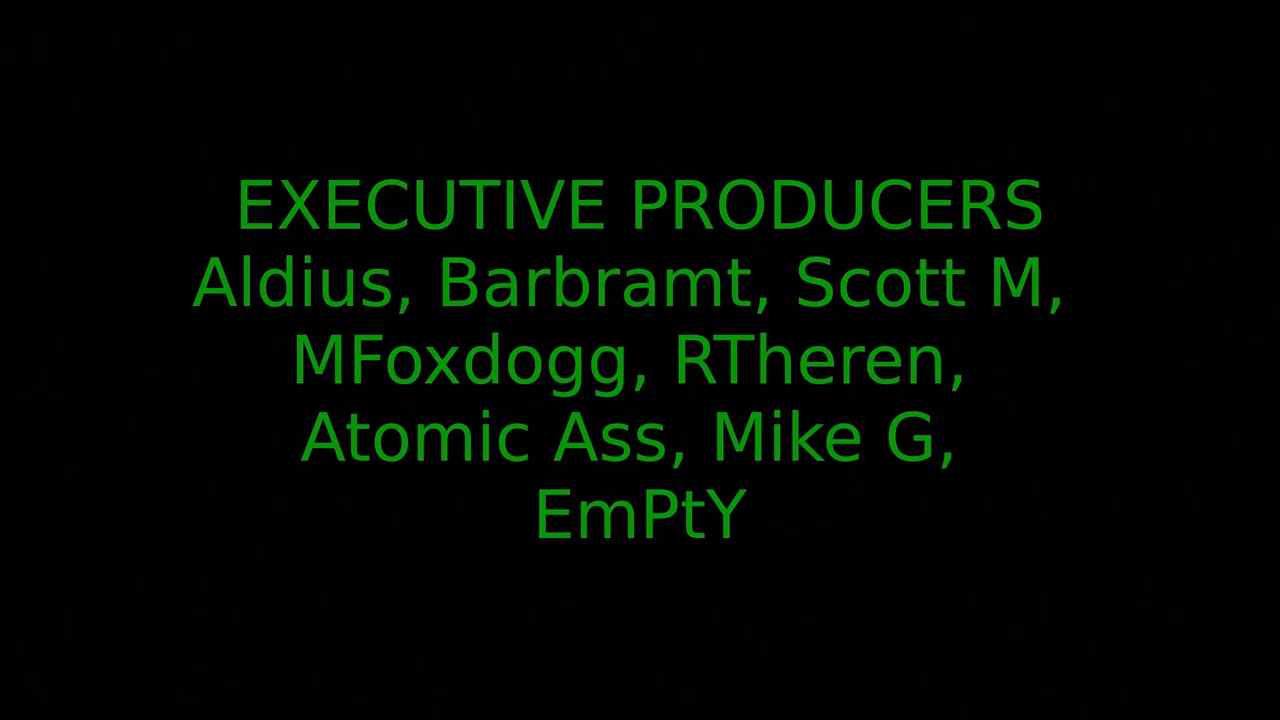 EXECUTIVE PRODUCERS
Aldius, Barbramt, Scott M,
MFoxdogg, RTheren,
Atomic Ass, Mike G,
EmPtY